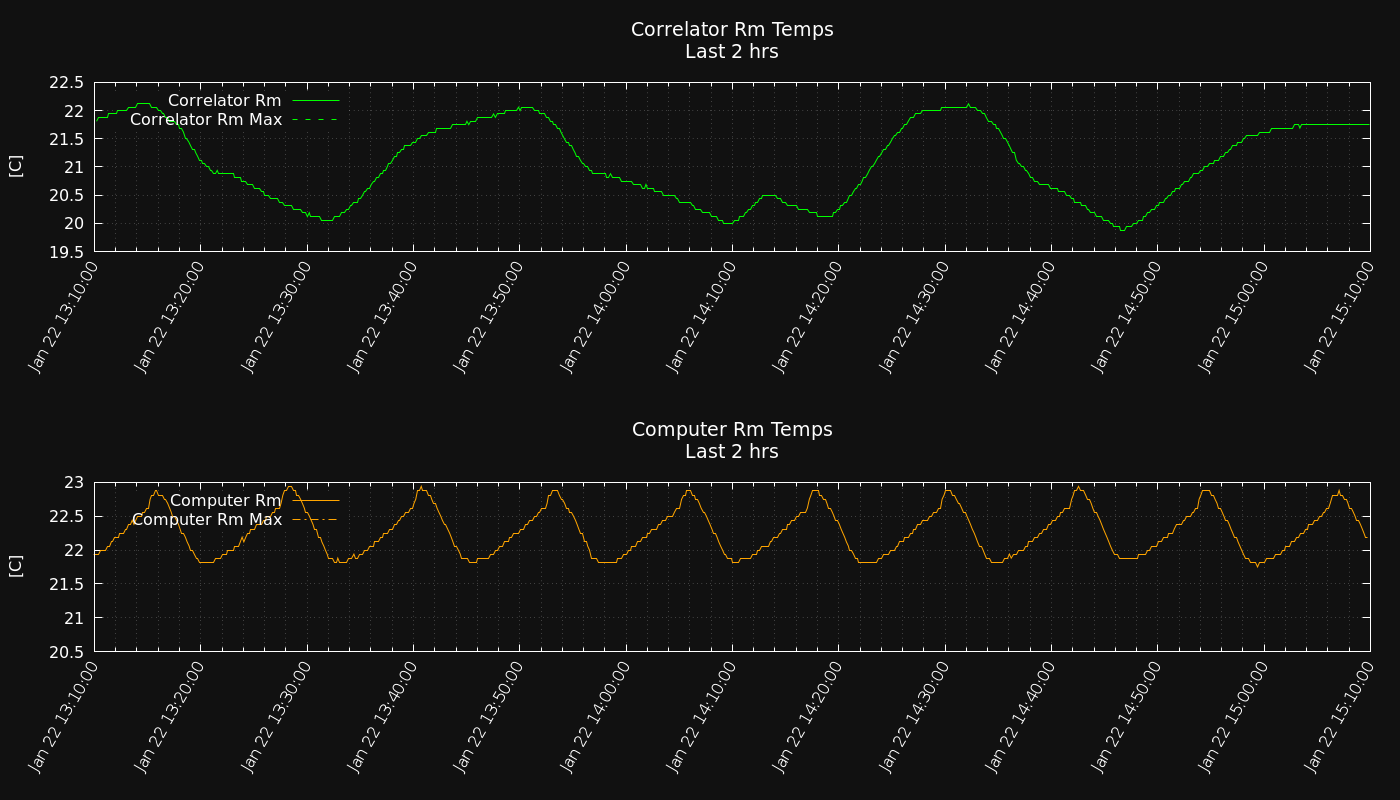 Correlator Rm Temps
Last 2 hrs
22.5
22
21.5
21
20.5
20
19.5
[C]
Correlator Rm
Correlator Rm Max
Jan 22 13:10:00
Jan 22 13:20:00
Jan 22 13:30:00
Jan 22 13:40:00
Jan 22 13:50:00
Jan 22 14:00:00
Jan 22 14:10:00
Jan 22 14:20:00
Jan 22 14:30:00
Jan 22 14:40:00
Jan 22 14:50:00
Jan 22 15:00:00
Jan 22 15:10:00
Computer Rm Temps
Last 2 hrs
23
22.5
22
21.5
21
20.5
[C]
Computer Rm
Computer Rm Max
Jan 22 13:10:00
Jan 22 13:20:00
Jan 22 13:30:00
Jan 22 13:40:00
Jan 22 13:50:00
Jan 22 14:00:00
Jan 22 14:10:00
Jan 22 14:20:00
Jan 22 14:30:00
Jan 22 14:40:00
Jan 22 14:50:00
Jan 22 15:00:00
Jan 22 15:10:00